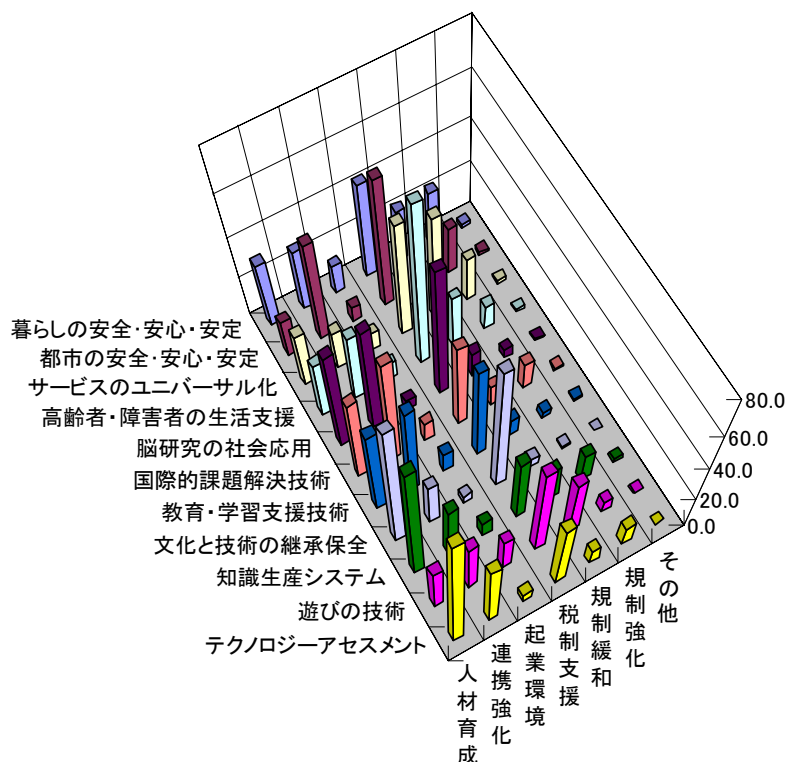 暮らしの安全･安心・安定
都市の安全･安心・安定
サービスのユニバーサル化
高齢者・障害者の生活支援
脳研究の社会応用
国際的課題解決技術
教育・学習支援技術
文化と技術の継承保全
知識生産システム
遊びの技術
テクノロジーアセスメント
人材育成
連携強化
起業環境
税制支援
規制緩和
規制強化
その他
80.0
60.0
40.0
20.0
0.0